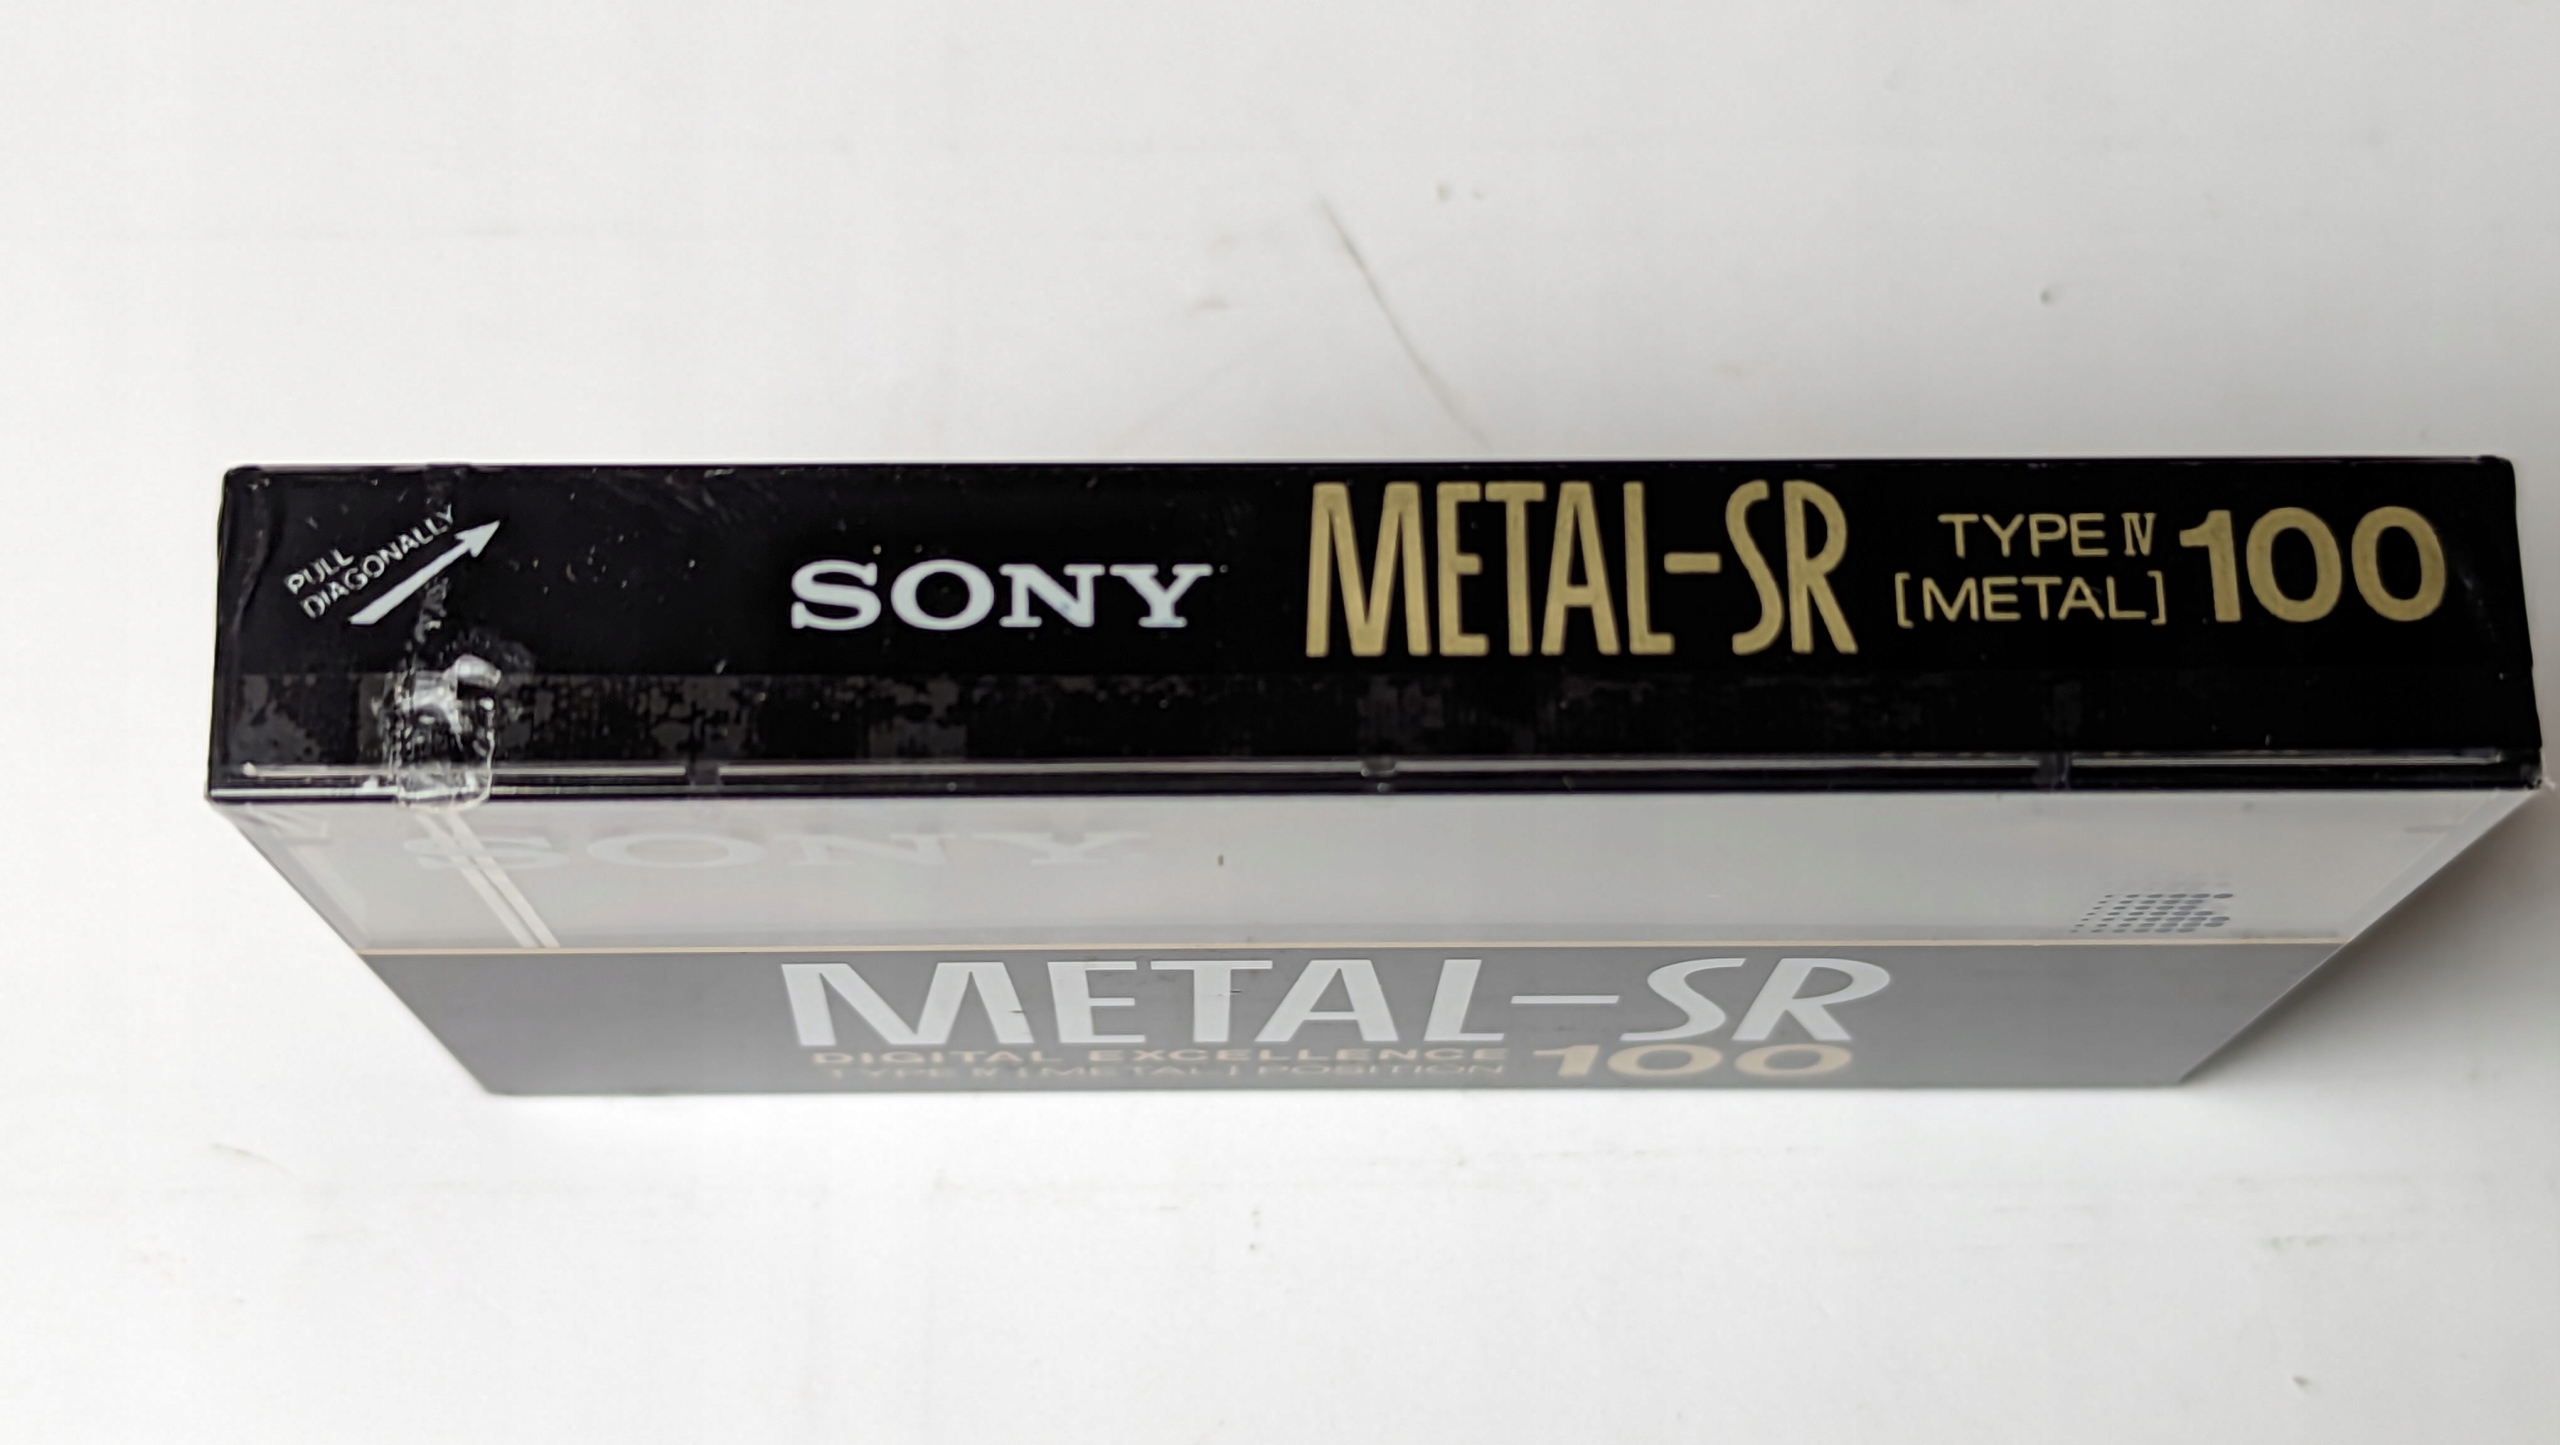 PULL
DIAGONALLY
SONY
METAL-SR
TYPE IV
[METAL]
100
SONY
METAL-SR
DIGITAL EXCELLENCE
TYPE IV [METAL] POSITION
100